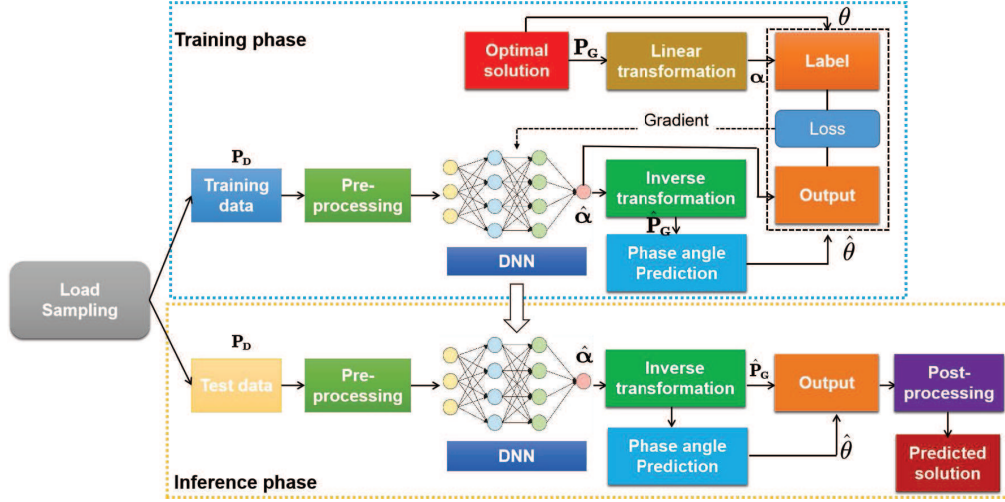 Training phase
θ
Optimal
solution
P_G
Linear
transformation
α
Label
Gradient
Loss
P_D
Training
data
Pre-
processing
α̂
Inverse
transformation
Output
P̂_G
Phase angle
Prediction
θ̂
DNN
Load
Sampling
P_D
Test data
Pre-
processing
α̂
Inverse
transformation
P̂_G
Output
Post-
processing
DNN
Phase angle
Prediction
θ̂
Predicted
solution
Inference phase